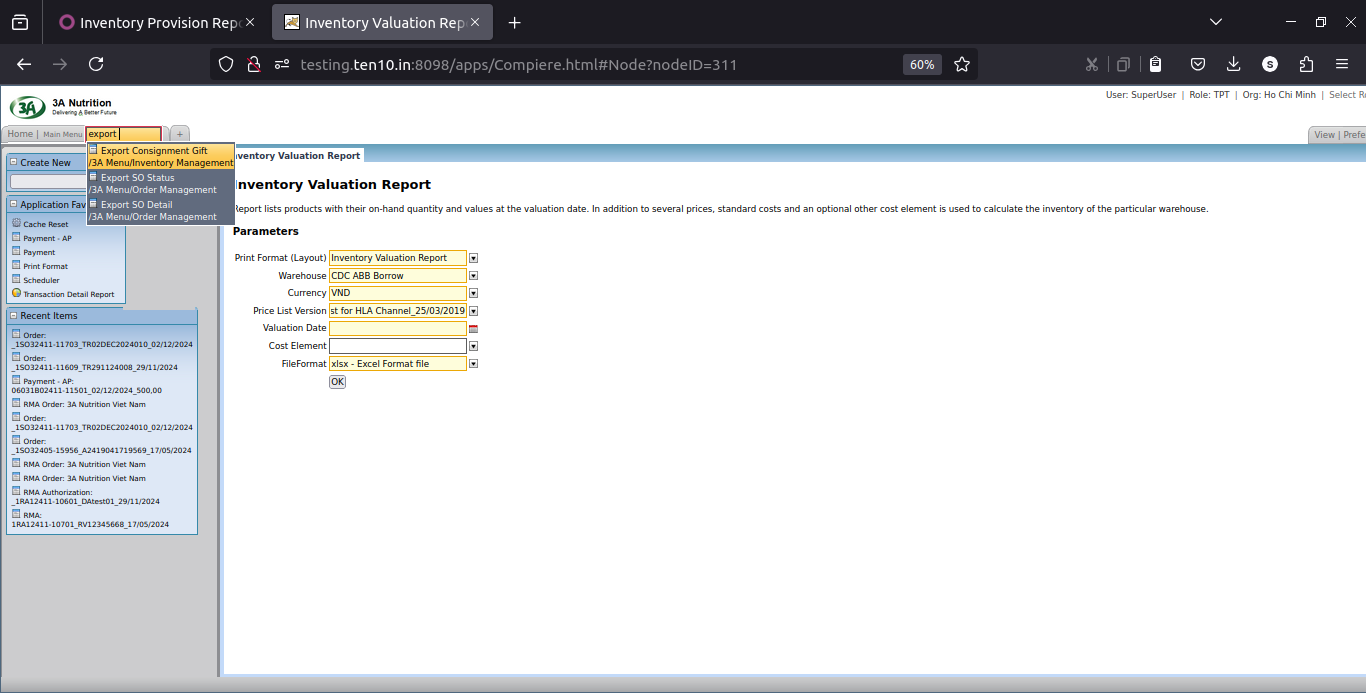 Inventory Provision Rep
Inventory Valuation Rep
testing.ten10.in:8098/apps/Compiere.html#Node?nodeID=311
60%
S
3A
3A Nutrition
Delivering A Better Future
User: SuperUser | Role: TPT | Org: Ho Chi Minh | Select R
Home | Main Menu
export
+
View | Prefe
Export Consignment Gift
/3A Menu/Inventory Management
Export SO Status
/3A Menu/Order Management
Export SO Detail
/3A Menu/Order Management
Create New
Application Fav
Cache Reset
Payment - AP
Payment
Print Format
Scheduler
Transaction Detail Report
Recent Items
Order:
_1SO32411-11703_TR02DEC2024010_02/12/2024
Order:
_1SO32411-11609_TR291124008_29/11/2024
Payment - AP:
06031B02411-11501_02/12/2024_500,00
RMA Order: 3A Nutrition Viet Nam
Order:
_1SO32411-11703_TR02DEC2024010_02/12/2024
Order:
_1SO32405-15956_A2419041719569_17/05/2024
RMA Order: 3A Nutrition Viet Nam
RMA Order: 3A Nutrition Viet Nam
RMA Authorization:
_1RA12411-10601_DAtest01_29/11/2024
RMA:
1RA12411-10701_RV12345668_17/05/2024
ventory Valuation Report
nventory Valuation Report
Report lists products with their on-hand quantity and values at the valuation date. In addition to several prices, standard costs and an optional other cost element is used to calculate the inventory of the particular warehouse.
Parameters
Print Format (Layout) Inventory Valuation Report
Warehouse CDC ABB Borrow
Currency VND
Price List Version st for HLA Channel_25/03/2019
Valuation Date
Cost Element
FileFormat xlsx - Excel Format file
OK